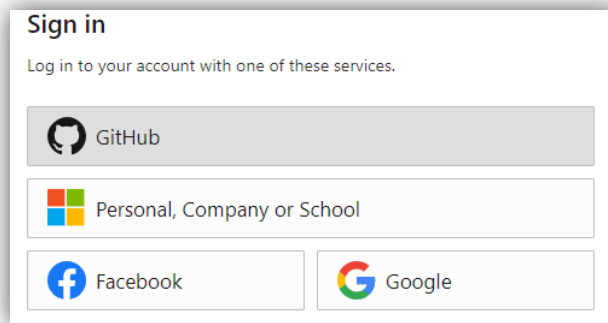 Sign in
Log in to your account with one of these services.
GitHub
Personal, Company or School
Facebook
Google